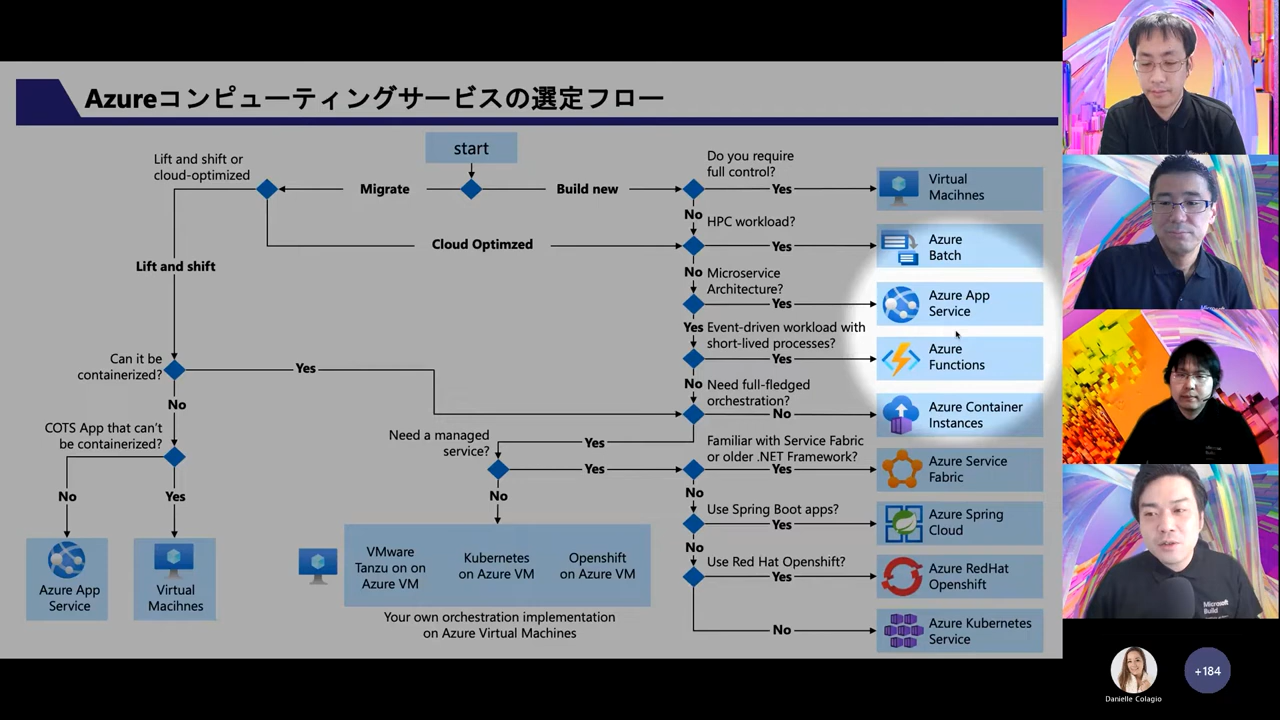 Azureコンピューティングサービスの選定フロー
start
Lift and shift or
cloud-optimized
Migrate
Build new
Do you require
full control?
Yes
Virtual
Macihnes
No
HPC workload?
Cloud Optimzed
Yes
Azure
Batch
Lift and shift
No
Microservice
Architecture?
Yes
Azure App
Service
Yes
Event-driven workload with
short-lived processes?
Yes
Azure
Functions
Can it be
containerized?
Yes
No
Need full-fledged
orchestration?
No
Azure Container
Instances
No
COTS App that can't
be containerized?
Need a managed
service?
Yes
Yes
Familiar with Service Fabric
or older .NET Framework?
Yes
Azure Service
Fabric
No
Yes
No
No
Use Spring Boot apps?
Yes
Azure Spring
Cloud
Azure App
Service
Virtual
Macihnes
VMware
Tanzu on on
Azure VM
Kubernetes
on Azure VM
Openshift
on Azure VM
No
Use Red Hat Openshift?
Yes
Azure RedHat
Openshift
Your own orchestration implementation
on Azure Virtual Machines
No
Azure Kubernetes
Service
Microsoft
Build
Danielle Colagio
+184